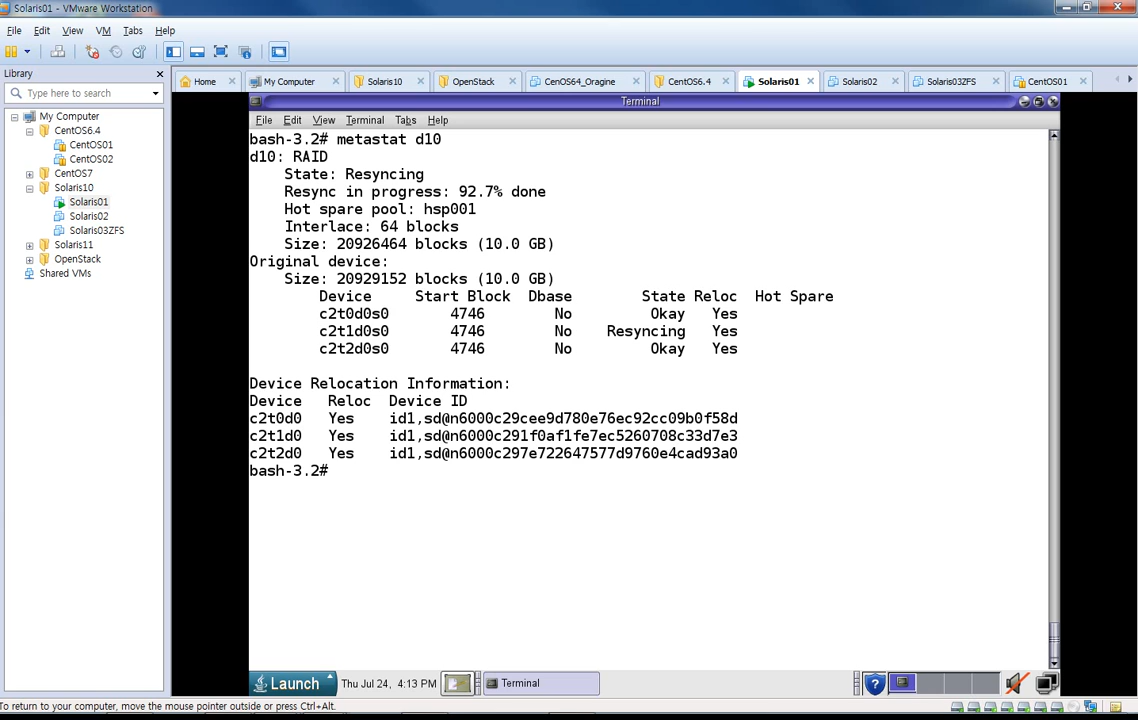 Solaris01 - VMware Workstation
File Edit View VM Tabs Help
Library
Type here to search
Home My Computer Solaris10 OpenStack CenOS64_Oragine CentOS6.4 Solaris01 Solaris02 Solaris03ZFS CentOS01
My Computer
CentOS6.4
CentOS01
CentOS02
CentOS7
Solaris10
Solaris01
Solaris02
Solaris03ZFS
Solaris11
OpenStack
Shared VMs
Terminal
File Edit View Terminal Tabs Help
bash-3.2# metastat d10
d10: RAID
State: Resyncing
Resync in progress: 92.7% done
Hot spare pool: hsp001
Interlace: 64 blocks
Size: 20926464 blocks (10.0 GB)
Original device:
Size: 20929152 blocks (10.0 GB)
Device Start Block Dbase State Reloc Hot Spare
c2t0d0s0 4746 No Okay Yes
c2t1d0s0 4746 No Resyncing Yes
c2t2d0s0 4746 No Okay Yes
Device Relocation Information:
Device Reloc Device ID
c2t0d0 Yes id1,sd@n6000c29cee9d780e76ec92cc09b0f58d
c2t1d0 Yes id1,sd@n6000c291f0af1fe7ec5260708c33d7e3
c2t2d0 Yes id1,sd@n6000c297e722647577d9760e4cad93a0
bash-3.2#
Launch Thu Jul 24, 4:13 PM Terminal
To return to your computer, move the mouse pointer outside or press Ctrl+Alt.